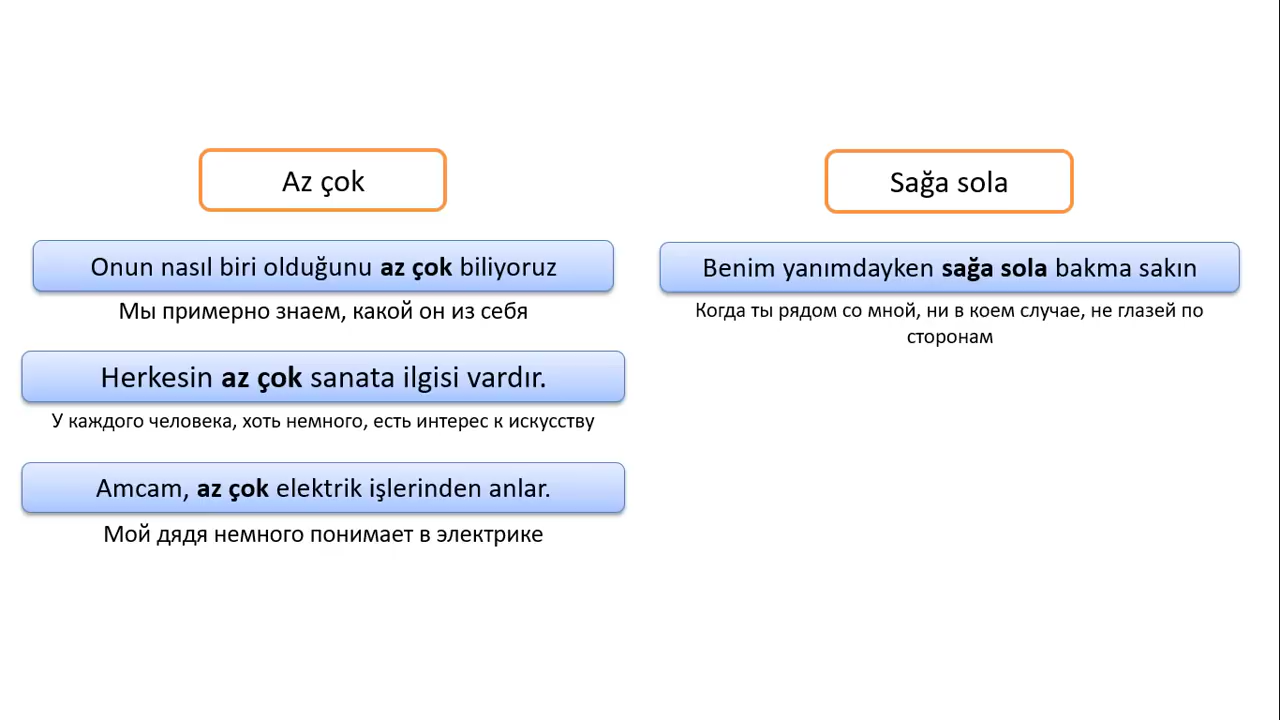 Az çok
Onun nasıl biri olduğunu az çok biliyoruz
Мы примерно знаем, какой он из себя
Herkesin az çok sanata ilgisi vardır.
У каждого человека, хоть немного, есть интерес к искусству
Amcam, az çok elektrik işlerinden anlar.
Мой дядя немного понимает в электрике
Sağa sola
Benim yanımdayken sağa sola bakma sakın
Когда ты рядом со мной, ни в коем случае, не глазей по
сторонам